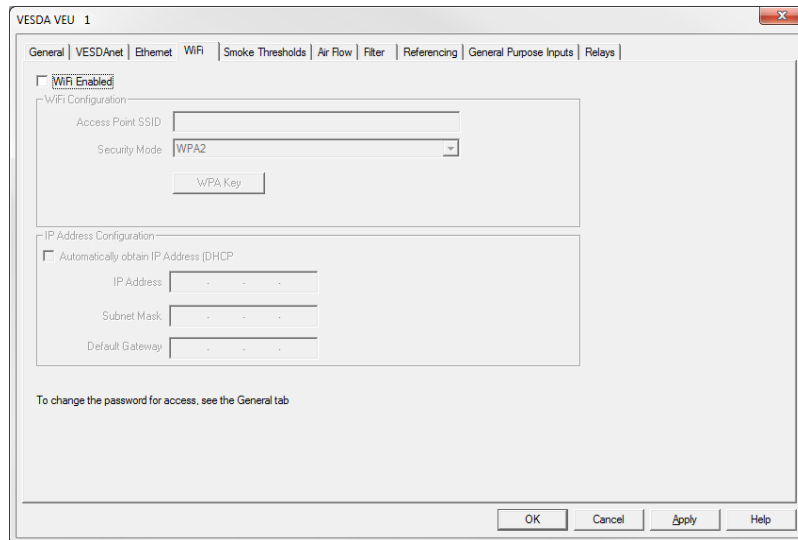 VESDA VEU 1
General VESDAnet Ethernet WiFi Smoke Thresholds Air Flow Filter Referencing General Purpose Inputs Relays
WiFi Enabled
WiFi Configuration
Access Point SSID
Security Mode WPA2
WPA Key
IP Address Configuration
Automatically obtain IP Address (DHCP
IP Address . . .
Subnet Mask . . .
Default Gateway . . .
To change the password for access, see the General tab
OK Cancel Apply Help